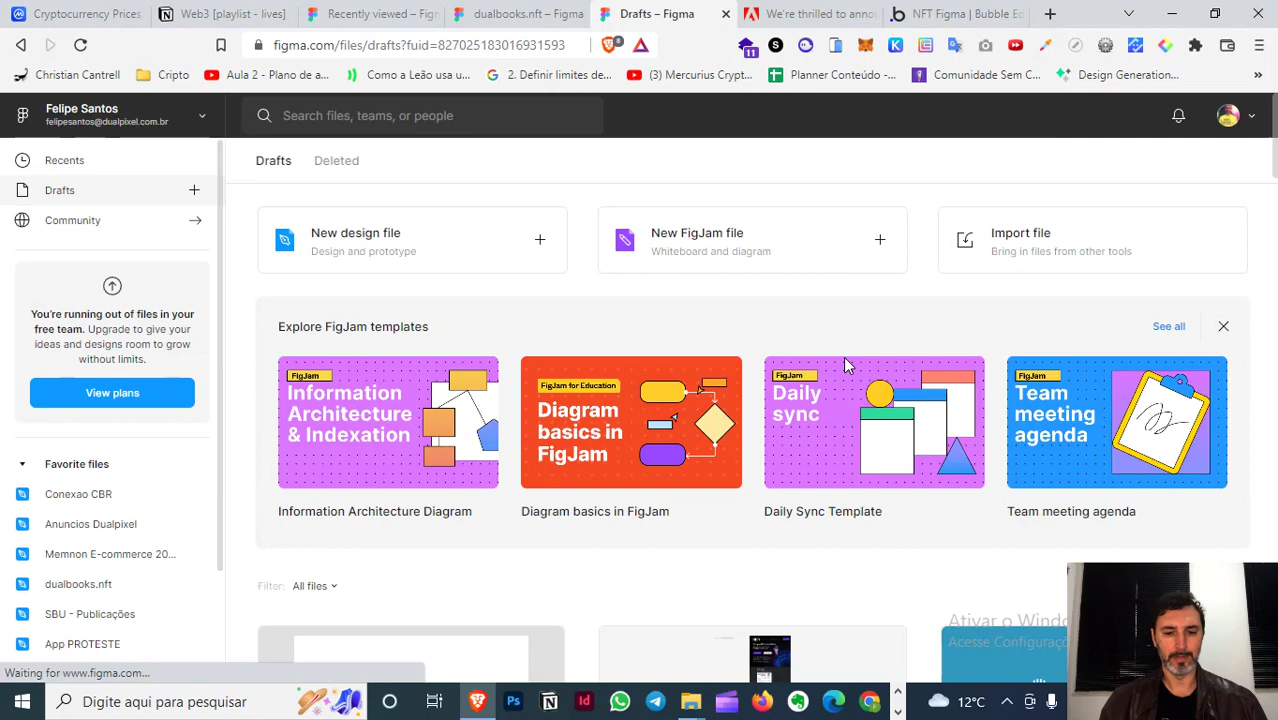 Cryptocurrency Prices,
Web3 [playlist - lives]
Recently viewed – Fig
dualbooks.nft – Figma
Drafts – Figma
We're thrilled to annou
NFT Figma | Bubble Ed
figma.com/files/drafts?fuid=827025183016931593
8
11
Christian Cantrell
Cripto
Aula 2 - Plano de a...
Como a Leão usa u...
2. Definir limites de...
(3) Mercurius Crypt...
Planner Conteúdo -...
Comunidade Sem C...
Design Generation...
Felipe Santos
felipesantos@dualpixel.com.br
Search files, teams, or people
Recents
Drafts
Community
Drafts
Deleted
New design file
Design and prototype
New FigJam file
Whiteboard and diagram
Import file
Bring in files from other tools
You're running out of files in your
free team. Upgrade to give your
ideas and designs room to grow
without limits.
View plans
Explore FigJam templates
See all
FigJam
Information
Architecture
& Indexation
FigJam for Education
Diagram
basics in
FigJam
FigJam
Daily
sync
FigJam
Team
meeting
agenda
Information Architecture Diagram
Diagram basics in FigJam
Daily Sync Template
Team meeting agenda
Favorite files
Conexao CBR
Anuncios Dualpixel
Memnon E-commerce 20...
dualbooks.nft
SBU - Publicações
App PROTESTE
Filter:
All files
Ativar o Windo
Acesse Configuraçõ
Waiting for www.figma.com...
Digite aqui para pesquisar
12°C